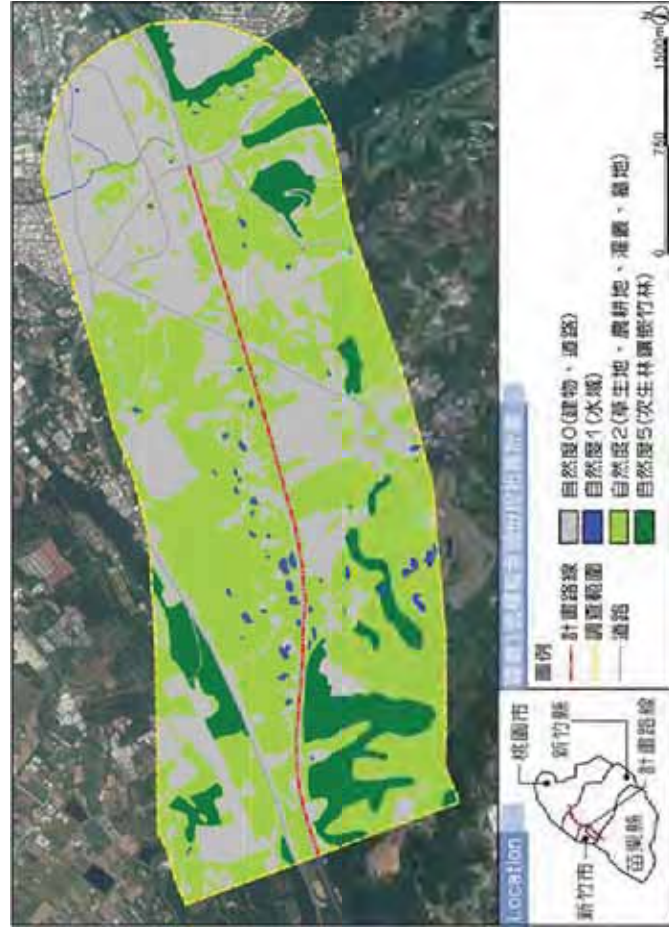 Location
桃園市
新竹縣
新竹市
苗栗縣
計畫路線
圖例
計畫路線
調查範圍
道路
自然度0(建物、道路)
自然度1(水域)
自然度2(草生地、農耕地、灌叢、墓地)
自然度5(次生林鑲嵌竹林)
0 750 1500m
N